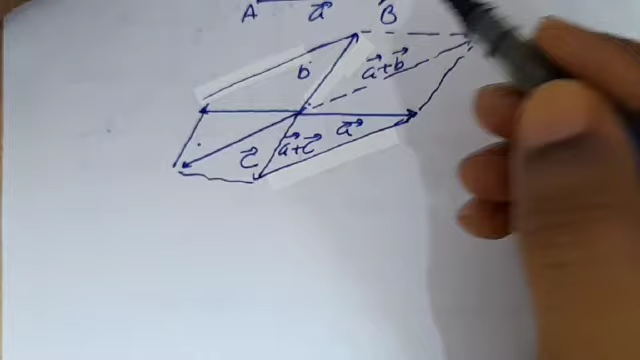 A a⃗ B
b a⃗+b⃗
c⃗ a⃗+c⃗ a⃗